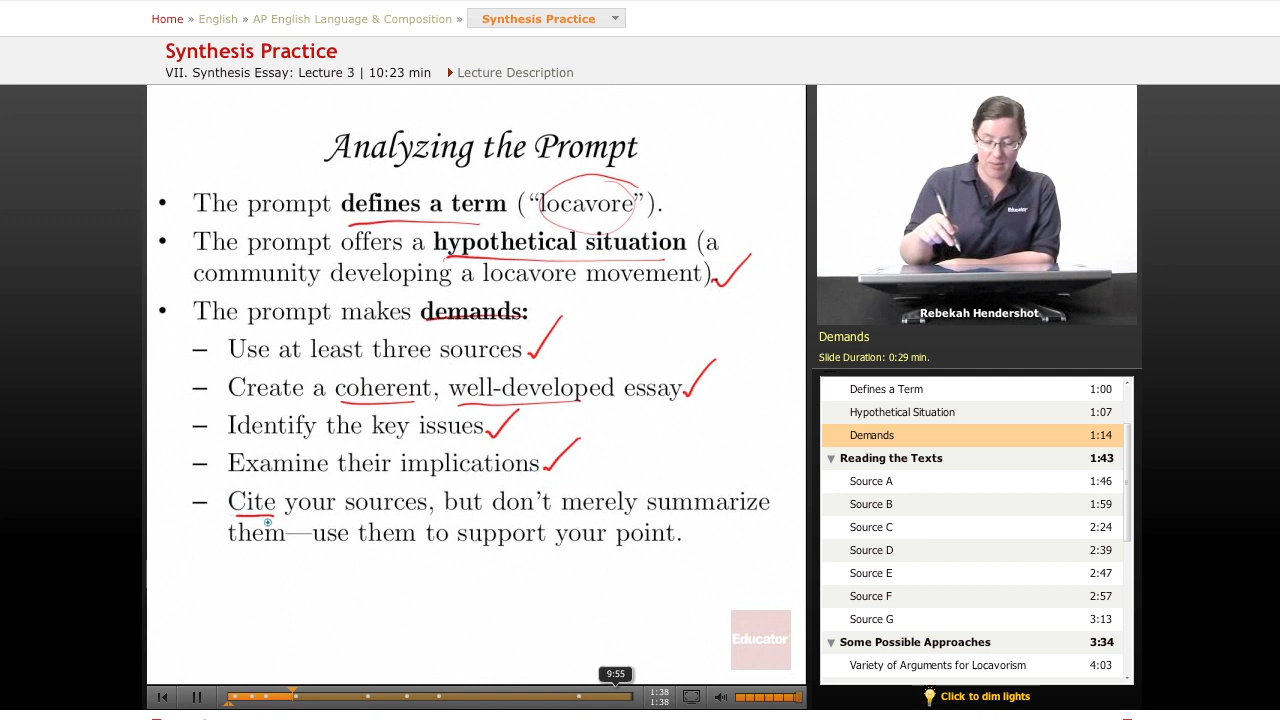 Home » English » AP English Language & Composition » Synthesis Practice
Synthesis Practice
VII. Synthesis Essay: Lecture 3 | 10:23 min Lecture Description
Analyzing the Prompt
• The prompt defines a term (“locavore”).
• The prompt offers a hypothetical situation (a
community developing a locavore movement)
• The prompt makes demands:
– Use at least three sources
– Create a coherent, well-developed essay
– Identify the key issues
– Examine their implications
– Cite your sources, but don’t merely summarize
them—use them to support your point.
Educator
9:55
1:38
1:38
Educator
Rebekah Hendershot
Demands
Slide Duration: 0:29 min.
Defines a Term 1:00
Hypothetical Situation 1:07
Demands 1:14
Reading the Texts 1:43
Source A 1:46
Source B 1:59
Source C 2:24
Source D 2:39
Source E 2:47
Source F 2:57
Source G 3:13
Some Possible Approaches 3:34
Variety of Arguments for Locavorism 4:03
Click to dim lights